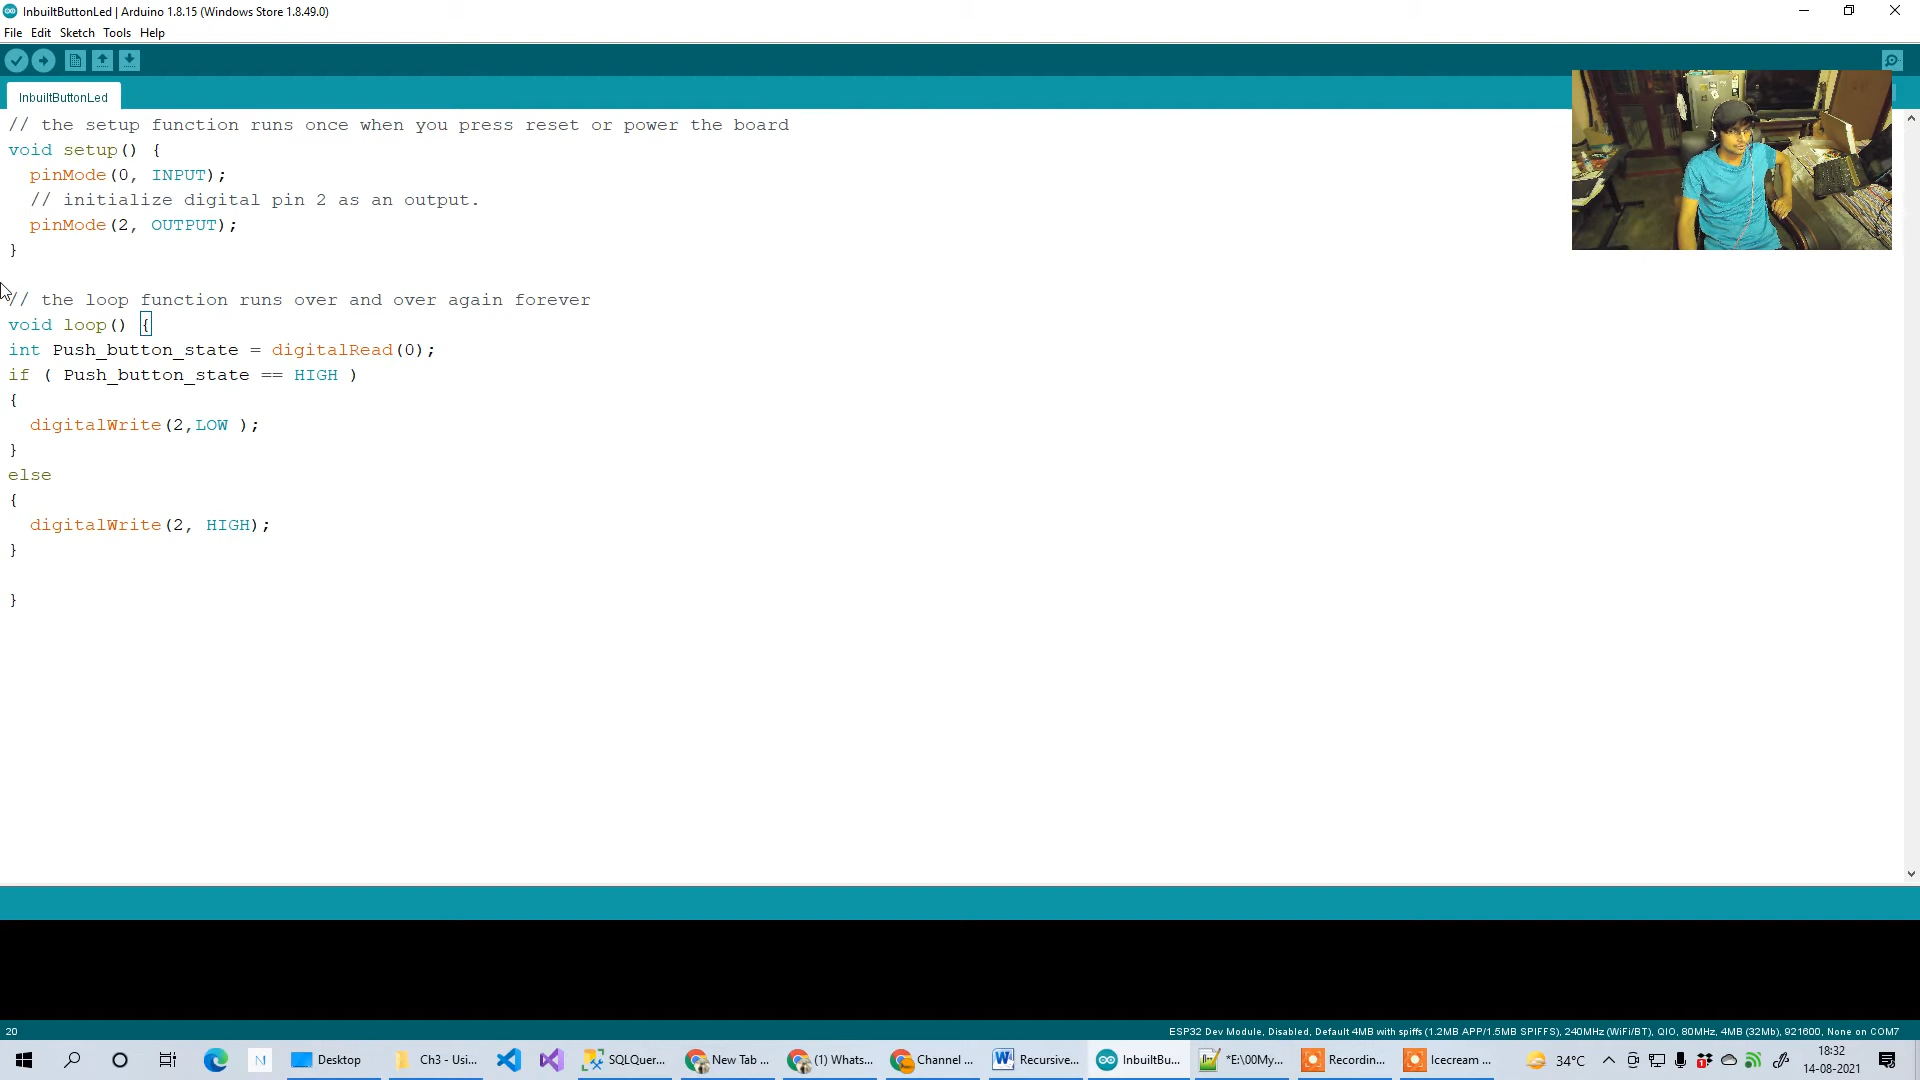 InbuiltButtonLed | Arduino 1.8.15 (Windows Store 1.8.49.0)
File Edit Sketch Tools Help
InbuiltButtonLed
// the setup function runs once when you press reset or power the board
void setup() {
  pinMode(0, INPUT);
  // initialize digital pin 2 as an output.
  pinMode(2, OUTPUT);
}
// the loop function runs over and over again forever
void loop() {
int Push_button_state = digitalRead(0);
if ( Push_button_state == HIGH )
{
  digitalWrite(2,LOW );
}
else
{
  digitalWrite(2, HIGH);
}
}
20 ESP32 Dev Module, Disabled, Default 4MB with spiffs (1.2MB APP/1.5MB SPIFFS), 240MHz (WiFi/BT), QIO, 80MHz, 4MB (32Mb), 921600, None on COM7
N Desktop Ch3 - Usi... SQLQuer... New Tab ... (1) Whats... Channel ... Recursive... InbuiltBu... *E:\00My... Recordin... Icecream ... 34°C 18:32
14-08-2021